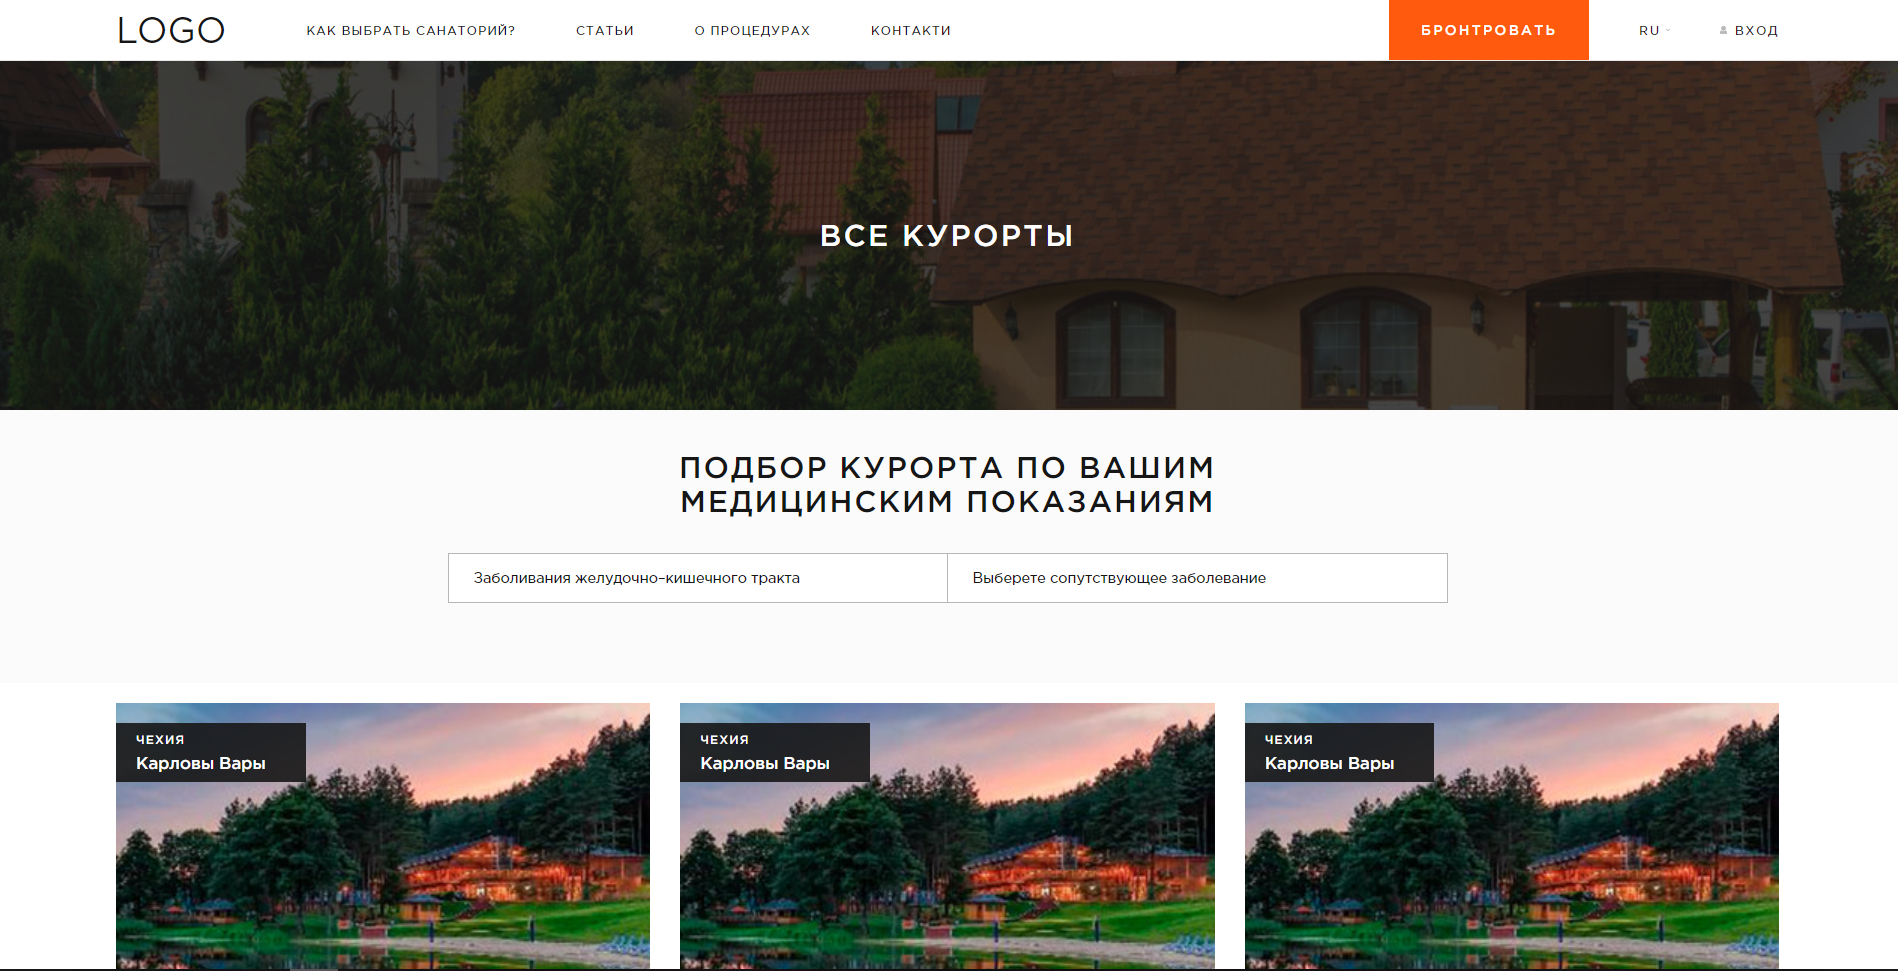 LOGO
КАК ВЫБРАТЬ САНАТОРИЙ?
СТАТЬИ
О ПРОЦЕДУРАХ
КОНТАКТИ
БРОНТРОВАТЬ
RU
ВХОД
ВСЕ КУРОРТЫ
ПОДБОР КУРОРТА ПО ВАШИМ
МЕДИЦИНСКИМ ПОКАЗАНИЯМ
Заболивания желудочно-кишечного тракта
Выберете сопутствующее заболевание
ЧЕХИЯ
Карловы Вары
ЧЕХИЯ
Карловы Вары
ЧЕХИЯ
Карловы Вары